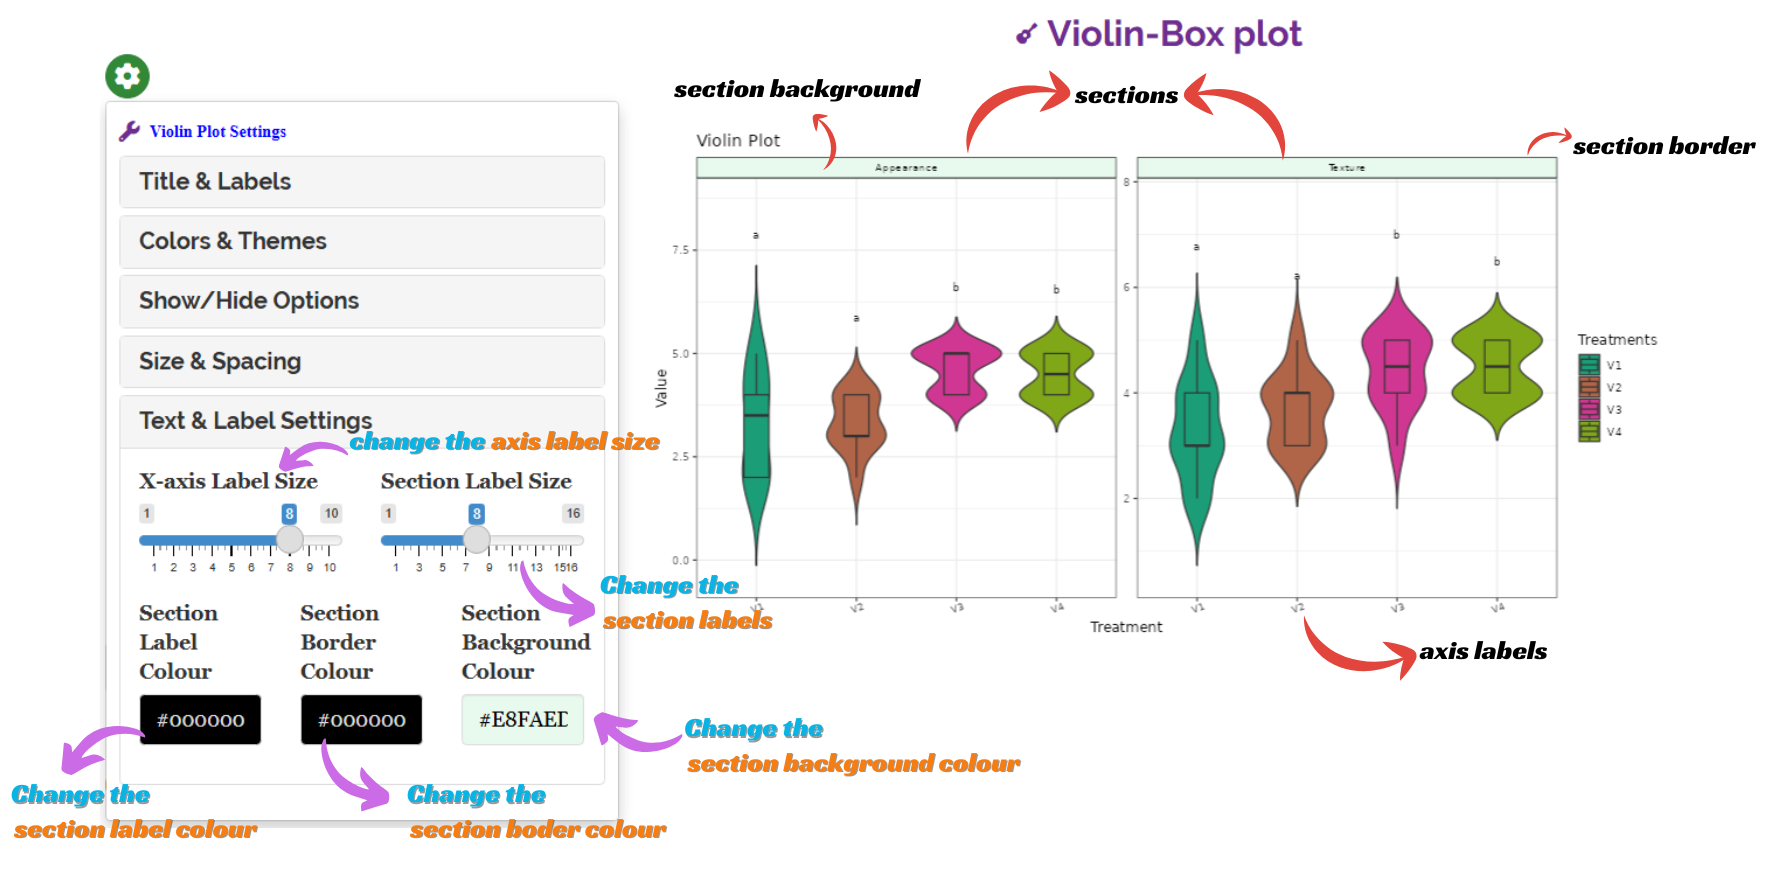 Violin-Box plot
section background
sections
section border
Violin Plot Settings
Title & Labels
Colors & Themes
Show/Hide Options
Size & Spacing
Text & Label Settings
change the axis label size
X-axis Label Size
1
8
10
1 2 3 4 5 6 7 8 9 10
Section Label Size
1
8
16
1 3 5 7 9 11 13 1516
Change the
section labels
Section
Label
Colour
#000000
Section
Border
Colour
#000000
Section
Background
Colour
#E8FAED
Change the
section label colour
Change the
section boder colour
Change the
section background colour
Violin Plot
Appearance
Texture
Value
7.5
5.0
2.5
0.0
a
a
b
b
V1
V2
V3
V4
8
6
4
2
a
a
b
b
V1
V2
V3
V4
Treatment
axis labels
Treatments
V1
V2
V3
V4